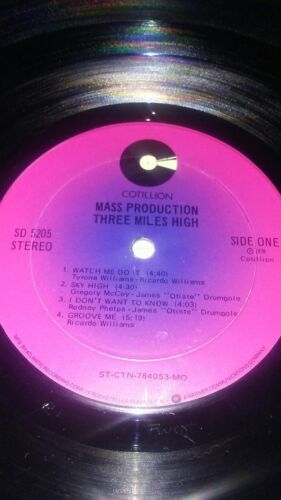 COTILLION
MASS PRODUCTION
THREE MILES HIGH
SD 5205
STEREO
SIDE ONE
Cotillion
1. WATCH ME DO IT (4:40)
Tyrone Williams-Ricardo Williams
2. SKY HIGH (4:30)
Gregory McCoy-James "Otiste" Drumgole
3. I DON'T WANT TO KNOW (4:03)
Rodney Phelps-James "Otiste" Drumgole
4. GROOVE ME (5:19)
Ricardo Williams
ST-CTN-784053-MO